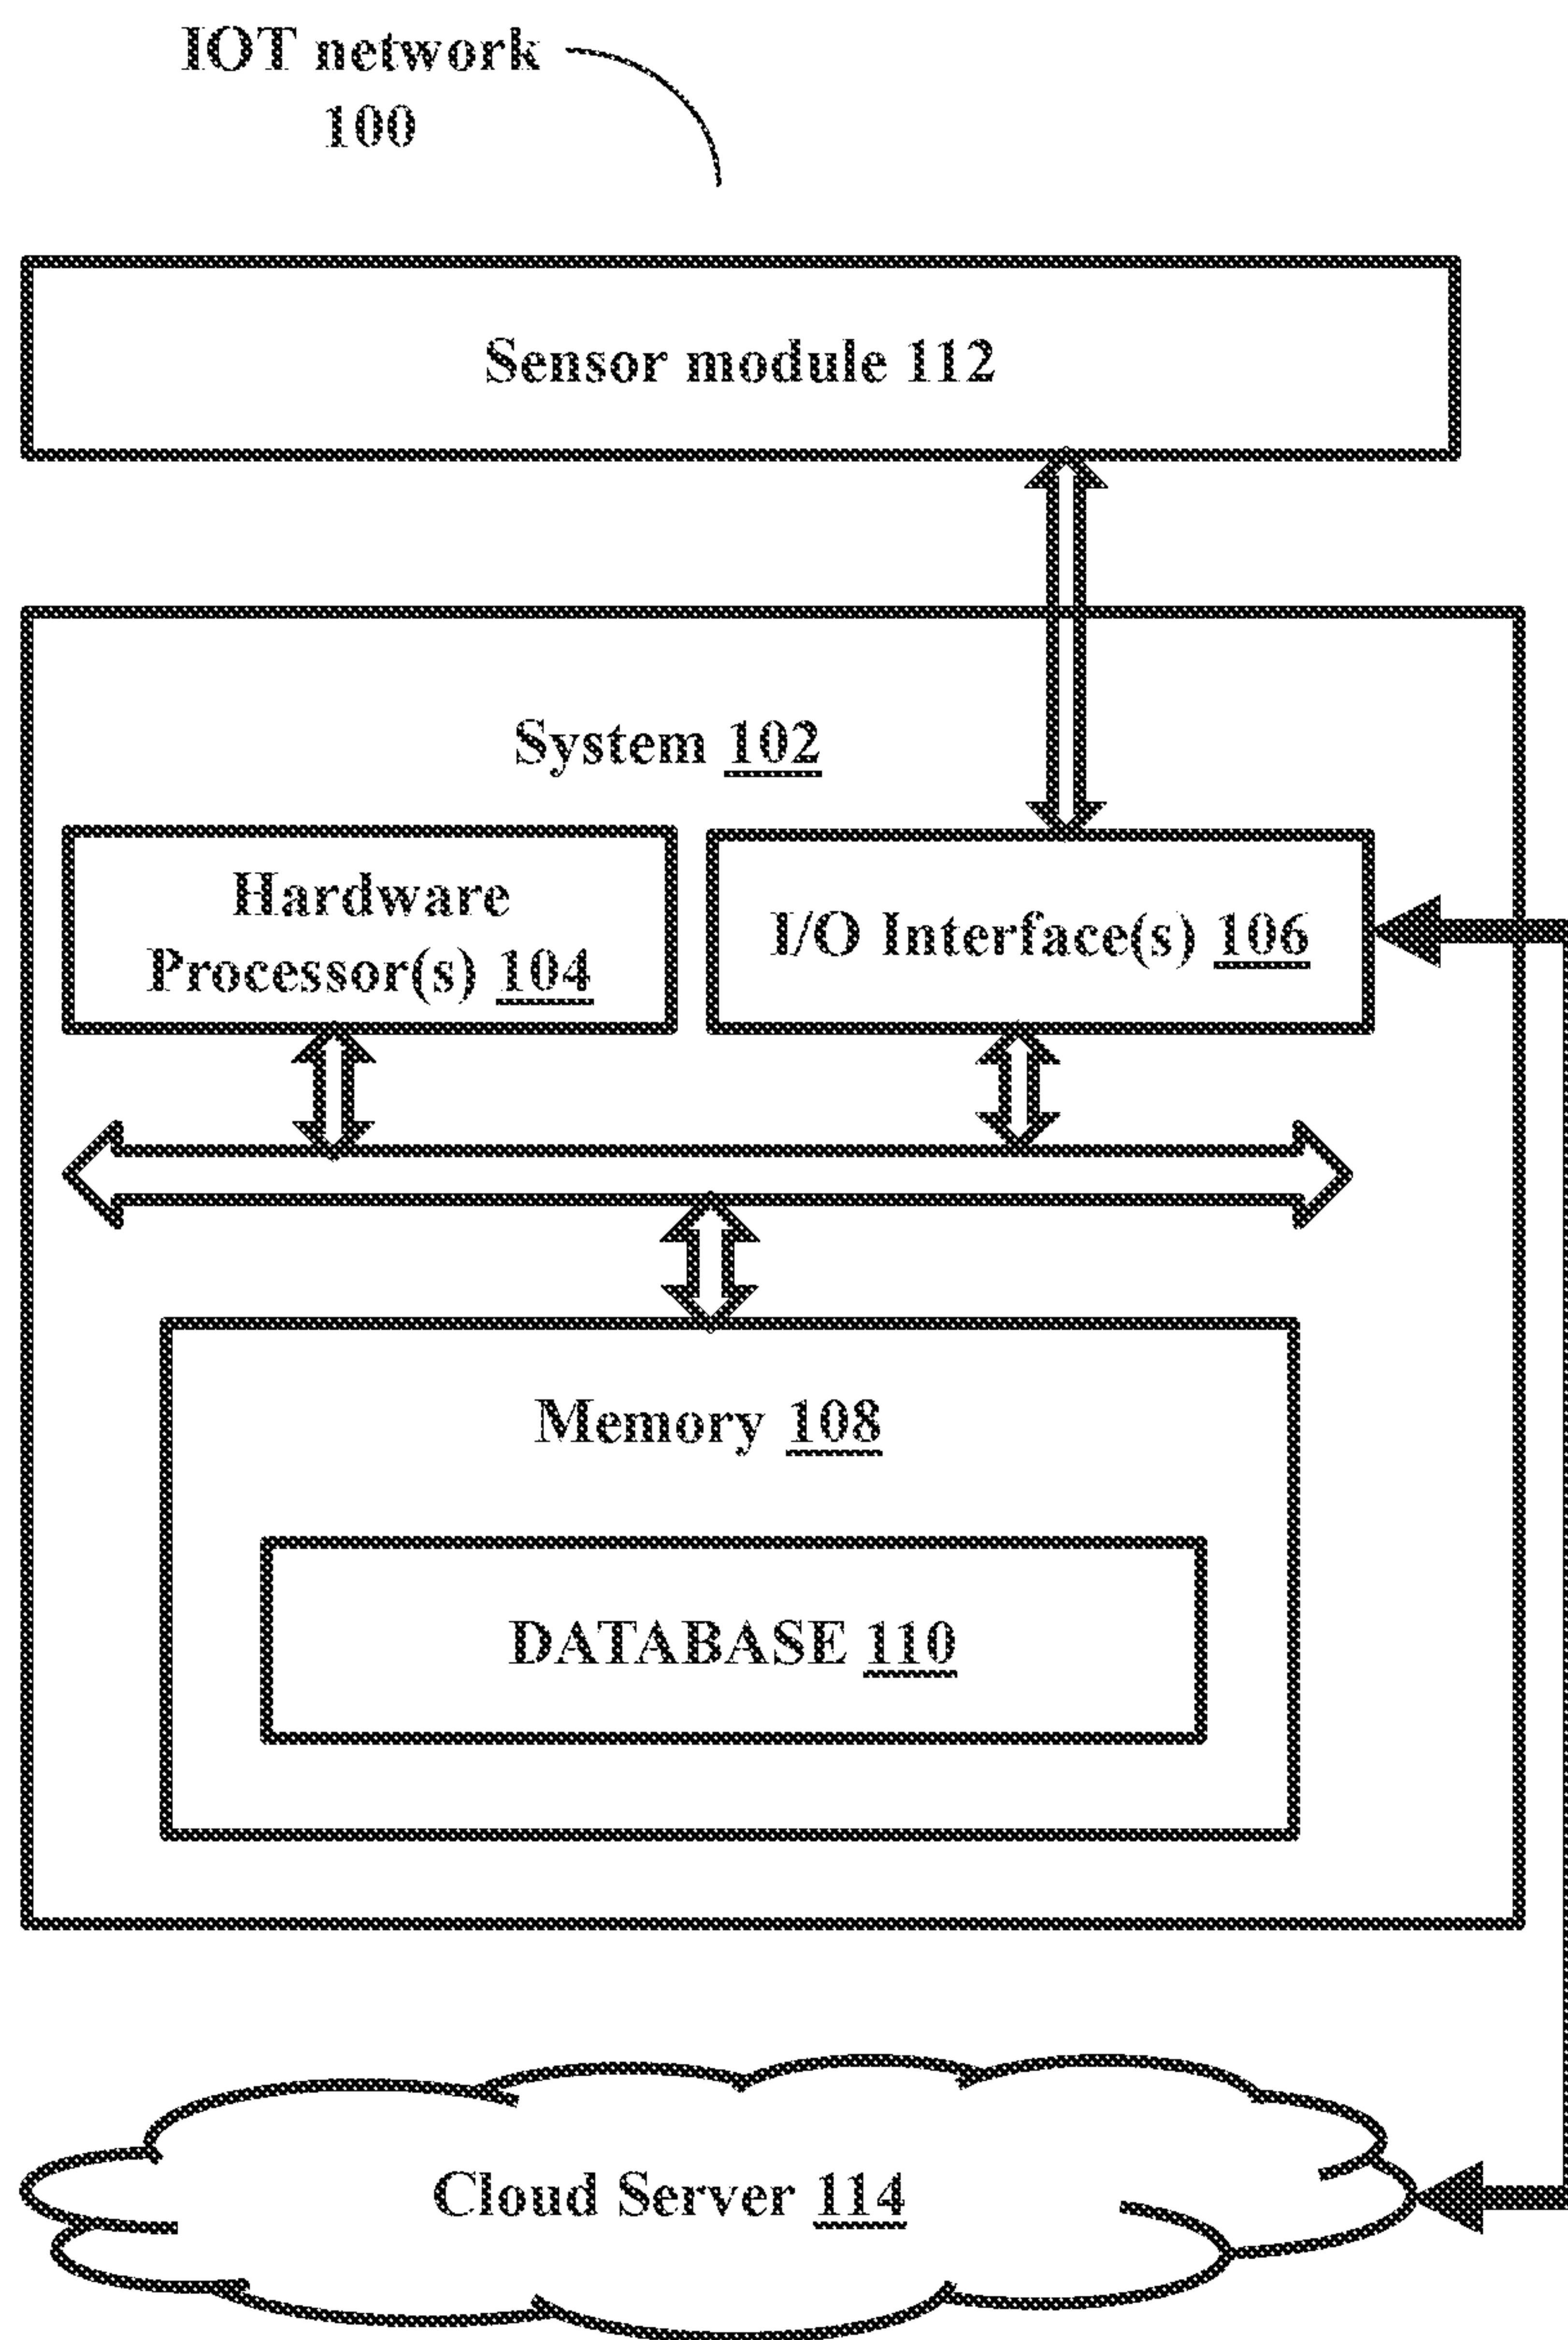 IOT network
100
Sensor module 112
System 102
Hardware
Processor(s) 104
I/O Interface(s) 106
Memory 108
DATABASE 110
Cloud Server 114